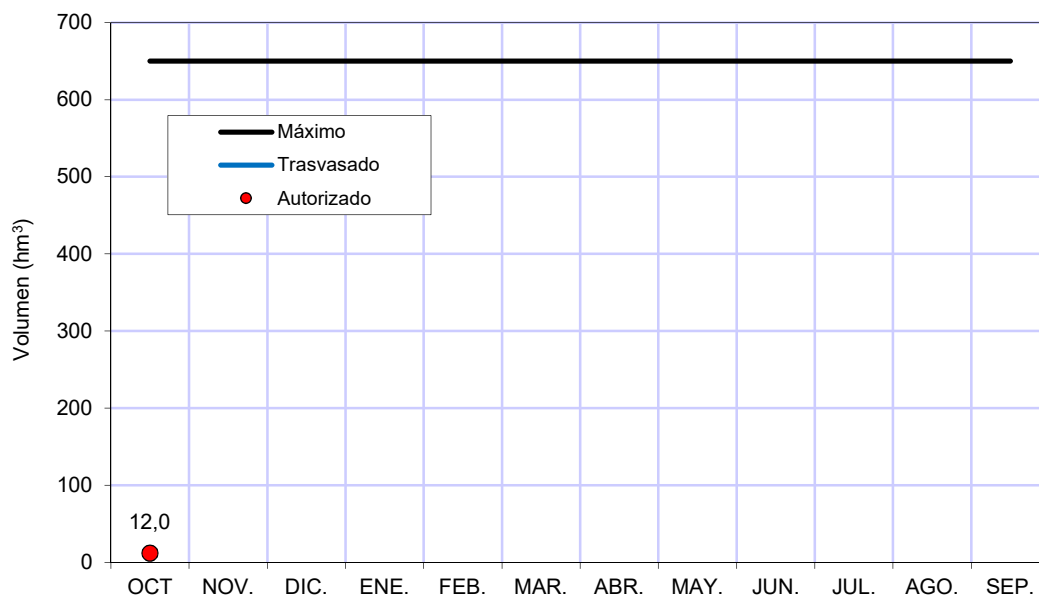 700
600
500
400
300
200
100
0
Volumen (hm³)
Máximo
Trasvasado
Autorizado
12,0
OCT NOV. DIC. ENE. FEB. MAR. ABR. MAY. JUN. JUL. AGO. SEP.